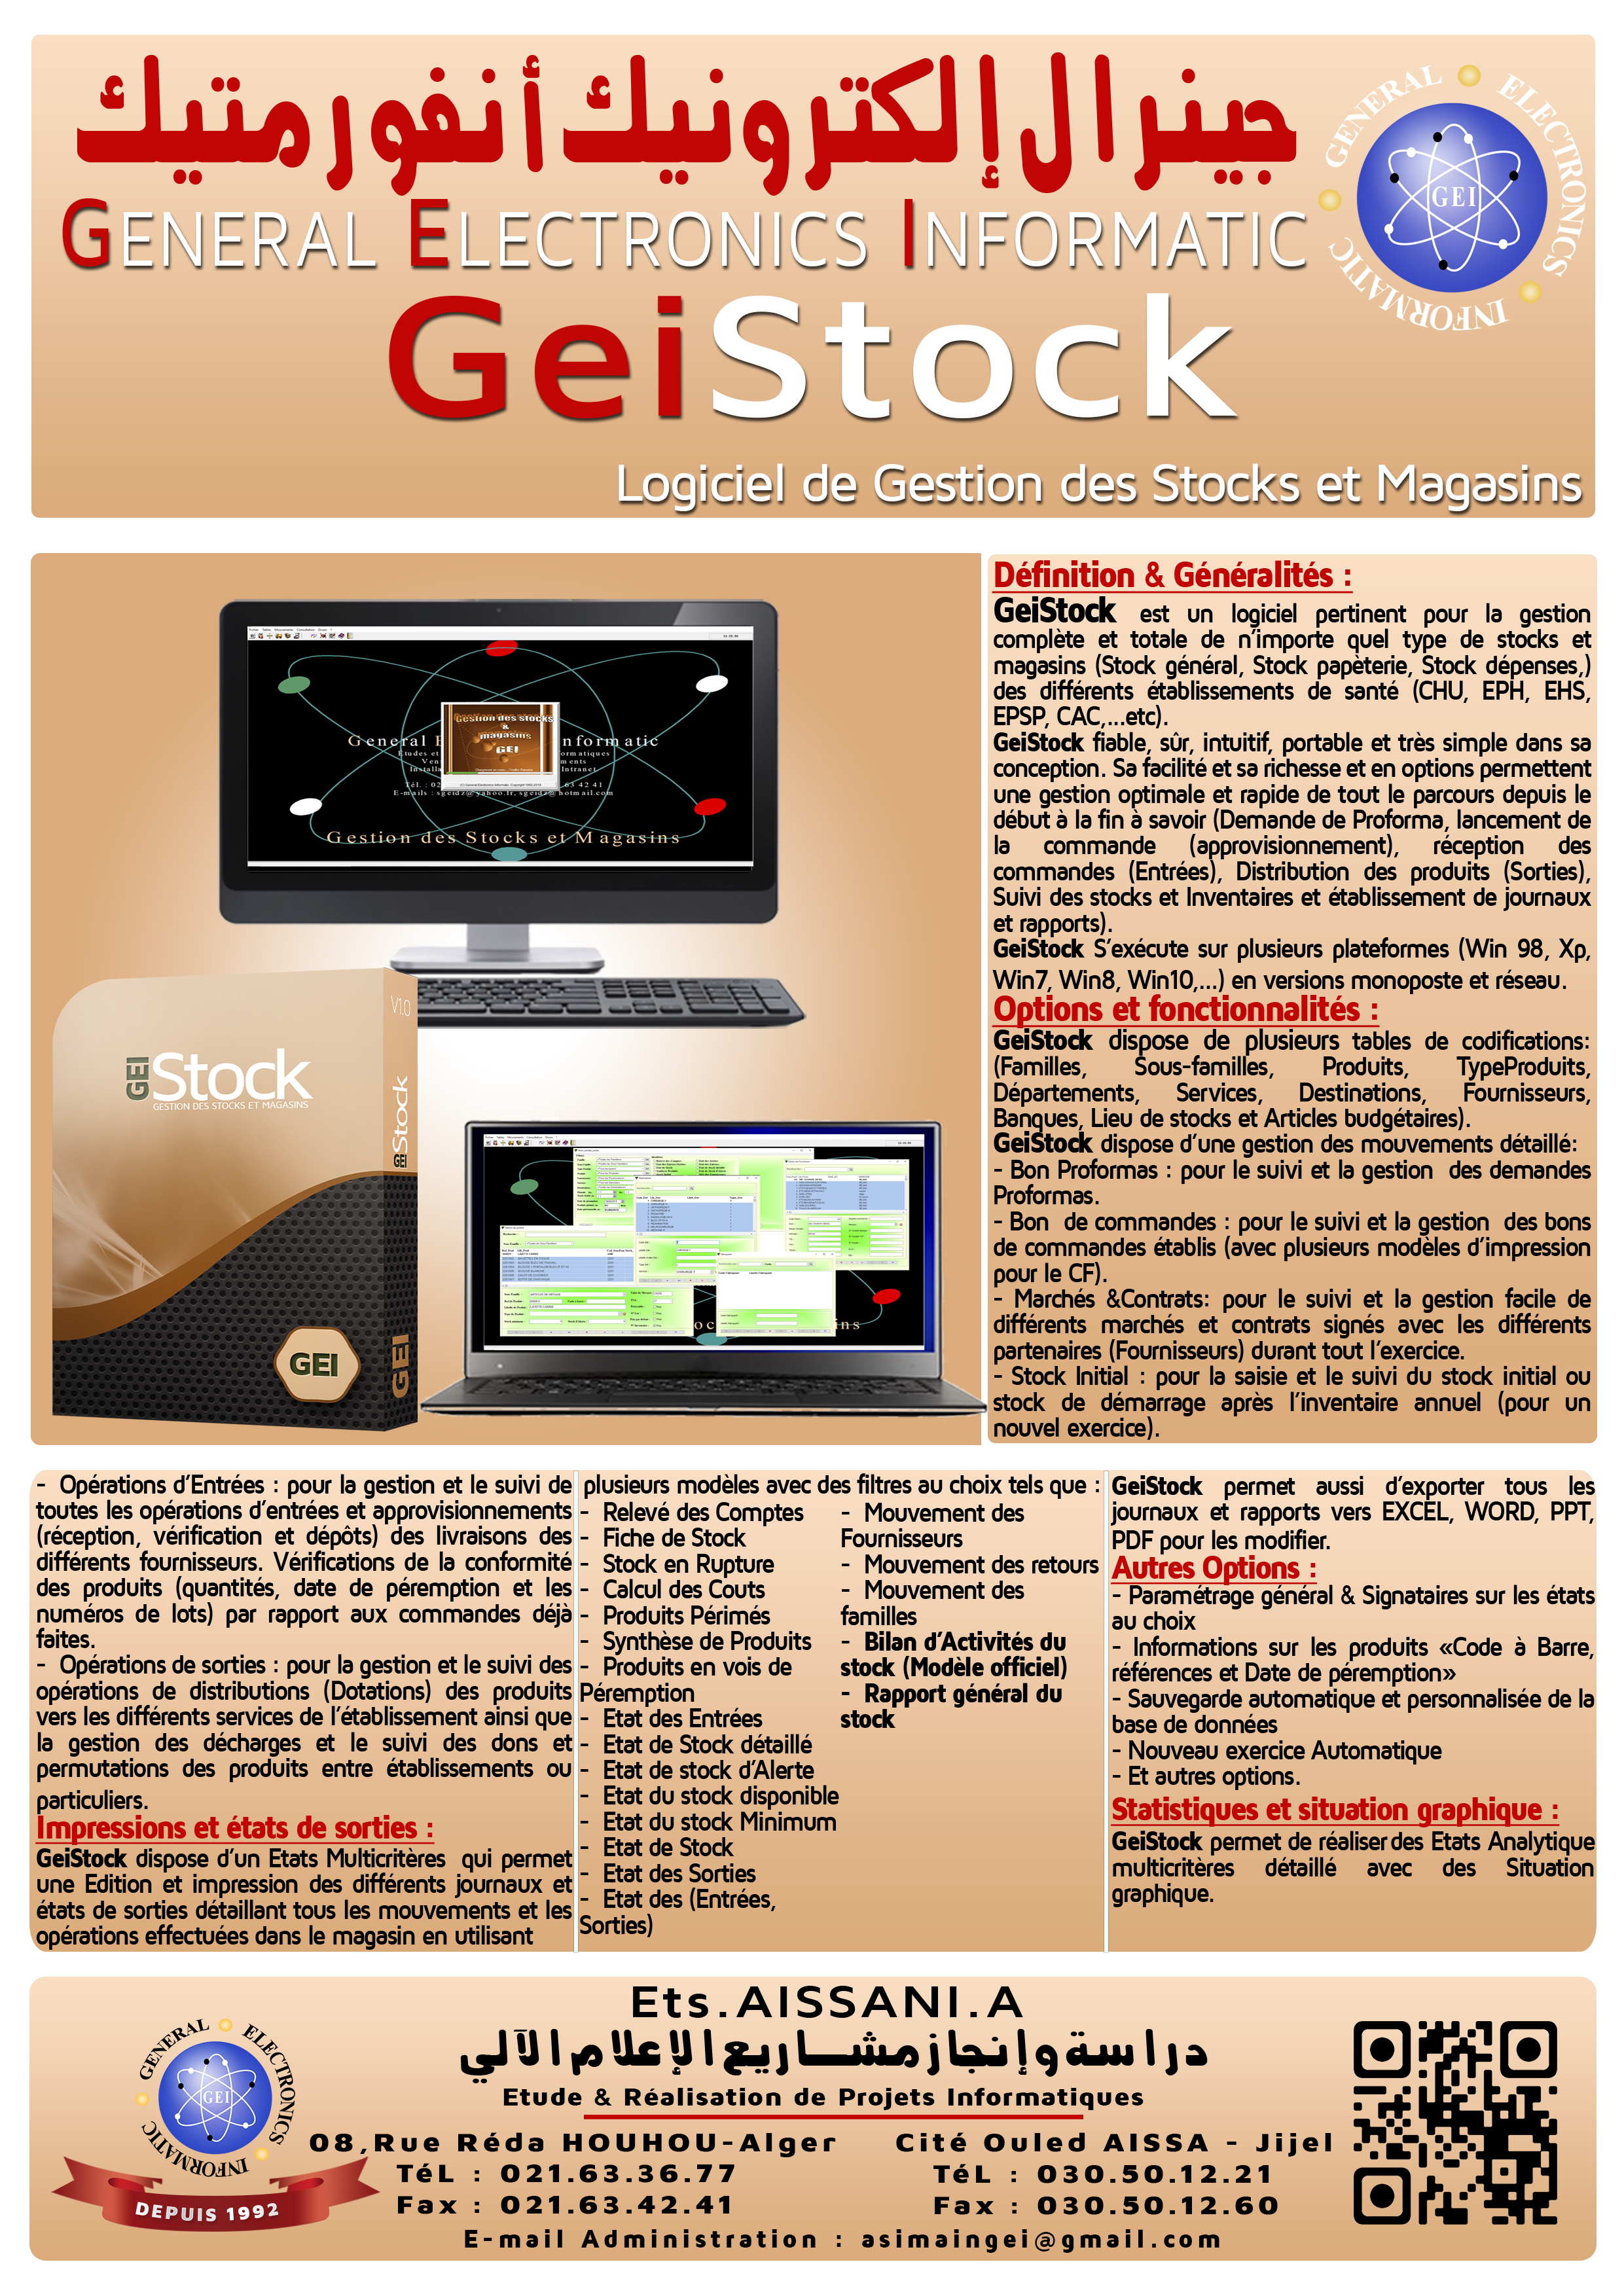 جينرال إلكترونيك أنفورمتيك
GENERAL ELECTRONICS INFORMATIC
GENERAL ELECTRONICS INFORMATIC
GEI
GeiStock
Logiciel de Gestion des Stocks et Magasins
Gestion des stocks
&
magasins
GEI
Gestion des Stocks et Magasins
V1.0
GEI Stock
GESTION DES STOCKS ET MAGASINS
GEI Stock
GEI
GEI
Définition & Généralités :
GeiStock est un logiciel pertinent pour la gestion
complète et totale de n'importe quel type de stocks et
magasins (Stock général, Stock papèterie, Stock dépenses,)
des différents établissements de santé (CHU, EPH, EHS,
EPSP, CAC,...etc).
GeiStock fiable, sûr, intuitif, portable et très simple dans sa
conception. Sa facilité et sa richesse et en options permettent
une gestion optimale et rapide de tout le parcours depuis le
début à la fin à savoir (Demande de Proforma, lancement de
la commande (approvisionnement), réception des
commandes (Entrées), Distribution des produits (Sorties),
Suivi des stocks et Inventaires et établissement de journaux
et rapports).
GeiStock S'exécute sur plusieurs plateformes (Win 98, Xp,
Win7, Win8, Win10,...) en versions monoposte et réseau.
Options et fonctionnalités :
GeiStock dispose de plusieurs tables de codifications:
(Familles, Sous-familles, Produits, TypeProduits,
Départements, Services, Destinations, Fournisseurs,
Banques, Lieu de stocks et Articles budgétaires).
GeiStock dispose d'une gestion des mouvements détaillé:
- Bon Proformas : pour le suivi et la gestion des demandes
Proformas.
- Bon de commandes : pour le suivi et la gestion des bons
de commandes établis (avec plusieurs modèles d'impression
pour le CF).
- Marchés &Contrats: pour le suivi et la gestion facile de
différents marchés et contrats signés avec les différents
partenaires (Fournisseurs) durant tout l'exercice.
- Stock Initial : pour la saisie et le suivi du stock initial ou
stock de démarrage après l'inventaire annuel (pour un
nouvel exercice).
- Opérations d'Entrées : pour la gestion et le suivi de
toutes les opérations d'entrées et approvisionnements
(réception, vérification et dépôts) des livraisons des
différents fournisseurs. Vérifications de la conformité
des produits (quantités, date de péremption et les
numéros de lots) par rapport aux commandes déjà
faites.
- Opérations de sorties : pour la gestion et le suivi des
opérations de distributions (Dotations) des produits
vers les différents services de l'établissement ainsi que
la gestion des décharges et le suivi des dons et
permutations des produits entre établissements ou
particuliers.
Impressions et états de sorties :
GeiStock dispose d'un Etats Multicritères qui permet
une Edition et impression des différents journaux et
états de sorties détaillant tous les mouvements et les
opérations effectuées dans le magasin en utilisant
plusieurs modèles avec des filtres au choix tels que :
- Relevé des Comptes
- Fiche de Stock
- Stock en Rupture
- Calcul des Couts
- Produits Périmés
- Synthèse de Produits
- Produits en vois de
Péremption
- Etat des Entrées
- Etat de Stock détaillé
- Etat de stock d'Alerte
- Etat du stock disponible
- Etat du stock Minimum
- Etat de Stock
- Etat des Sorties
- Etat des (Entrées,
Sorties)
- Mouvement des
Fournisseurs
- Mouvement des retours
- Mouvement des
familles
- Bilan d'Activités du
stock (Modèle officiel)
- Rapport général du
stock
GeiStock permet aussi d'exporter tous les
journaux et rapports vers EXCEL, WORD, PPT,
PDF pour les modifier.
Autres Options :
- Paramétrage général & Signataires sur les états
au choix
- Informations sur les produits «Code à Barre,
références et Date de péremption»
- Sauvegarde automatique et personnalisée de la
base de données
- Nouveau exercice Automatique
- Et autres options.
Statistiques et situation graphique :
GeiStock permet de réaliser des Etats Analytique
multicritères détaillé avec des Situation
graphique.
GENERAL ELECTRONICS INFORMATIC
GEI
DEPUIS 1992
Ets.AISSANI.A
دراسة وإنجاز مشــاريع الإعلام الآلي
Etude & Réalisation de Projets Informatiques
08,Rue Réda HOUHOU-Alger
TéL : 021.63.36.77
Fax : 021.63.42.41
Cité Ouled AISSA - Jijel
TéL : 030.50.12.21
Fax : 030.50.12.60
E-mail Administration : asimaingei@gmail.com